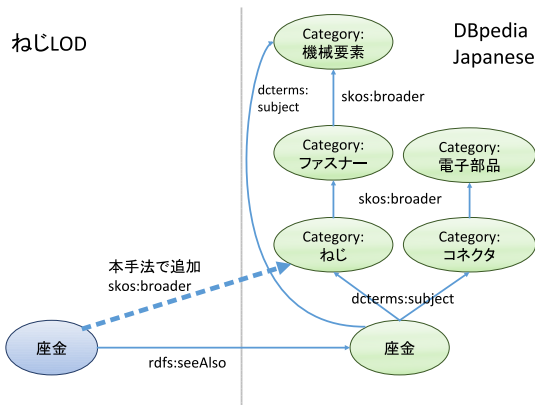 ねじLOD
DBpedia
Japanese
Category:
機械要素
dcterms:
subject
skos:broader
Category:
ファスナー
Category:
電子部品
skos:broader
Category:
ねじ
Category:
コネクタ
本手法で追加
skos:broader
dcterms:subject
座金
rdfs:seeAlso
座金